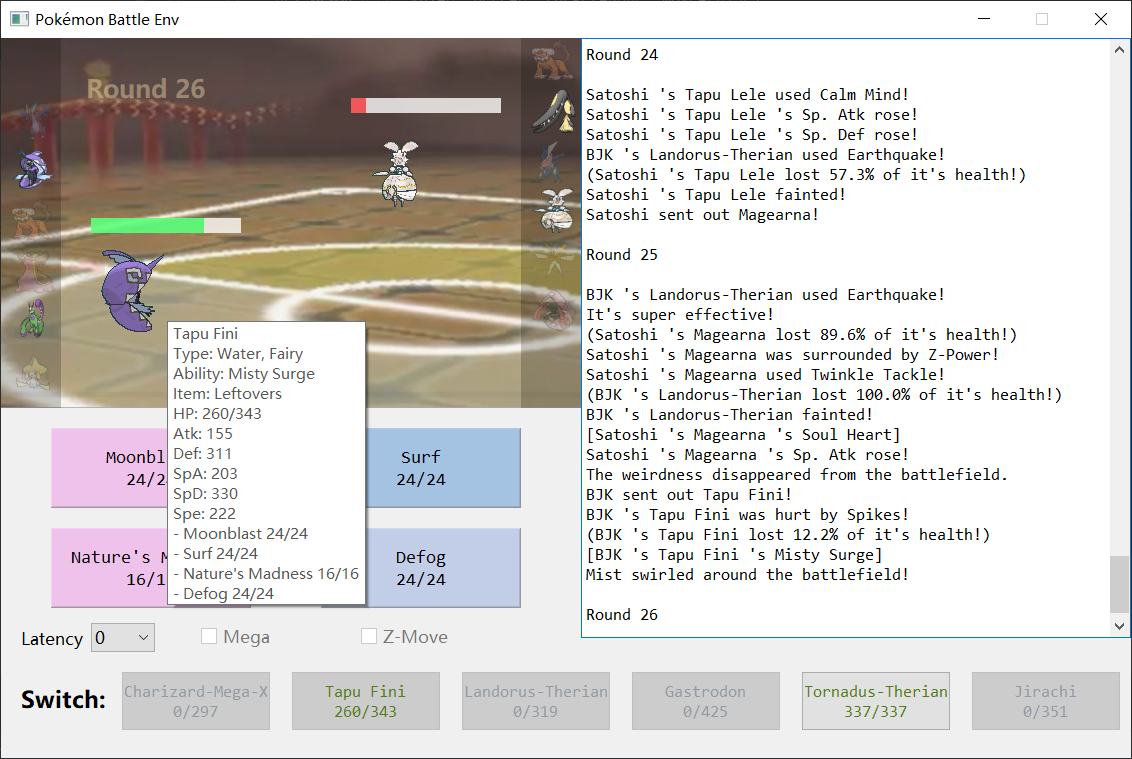 Pokémon Battle Env
Round 26
Tapu Fini
Type: Water, Fairy
Ability: Misty Surge
Item: Leftovers
HP: 260/343
Atk: 155
Def: 311
SpA: 203
SpD: 330
Spe: 222
- Moonblast 24/24
- Surf 24/24
- Nature's Madness 16/16
- Defog 24/24
Moonbl
24/2
Surf
24/24
Nature's M
16/1
Defog
24/24
Latency 0
Mega
Z-Move
Round 24
Satoshi 's Tapu Lele used Calm Mind!
Satoshi 's Tapu Lele 's Sp. Atk rose!
Satoshi 's Tapu Lele 's Sp. Def rose!
BJK 's Landorus-Therian used Earthquake!
(Satoshi 's Tapu Lele lost 57.3% of it's health!)
Satoshi 's Tapu Lele fainted!
Satoshi sent out Magearna!
Round 25
BJK 's Landorus-Therian used Earthquake!
It's super effective!
(Satoshi 's Magearna lost 89.6% of it's health!)
Satoshi 's Magearna was surrounded by Z-Power!
Satoshi 's Magearna used Twinkle Tackle!
(BJK 's Landorus-Therian lost 100.0% of it's health!)
BJK 's Landorus-Therian fainted!
[Satoshi 's Magearna 's Soul Heart]
Satoshi 's Magearna 's Sp. Atk rose!
The weirdness disappeared from the battlefield.
BJK sent out Tapu Fini!
BJK 's Tapu Fini was hurt by Spikes!
(BJK 's Tapu Fini lost 12.2% of it's health!)
[BJK 's Tapu Fini 's Misty Surge]
Mist swirled around the battlefield!
Round 26
Switch:
Charizard-Mega-X
0/297
Tapu Fini
260/343
Landorus-Therian
0/319
Gastrodon
0/425
Tornadus-Therian
337/337
Jirachi
0/351